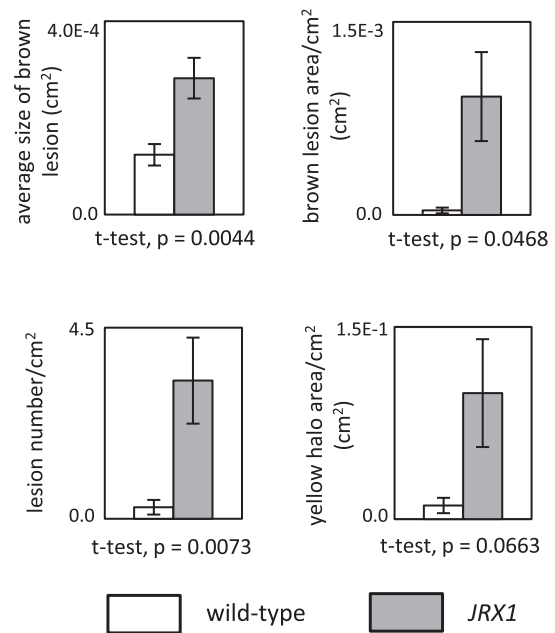 average size of brown
lesion (cm²)
4.0E-4
0.0
t-test, p = 0.0044
brown lesion area/cm²
(cm²)
1.5E-3
0.0
t-test, p = 0.0468
lesion number/cm²
4.5
0.0
t-test, p = 0.0073
yellow halo area/cm²
(cm²)
1.5E-1
0.0
t-test, p = 0.0663
wild-type
JRX1